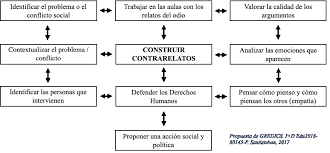 Identificar el problema o el
conflicto social
Trabajar en las aulas con los
relatos del odio
Valorar la calidad de los
argumentos
Contextualizar el problema /
conflicto
CONSTRUIR
CONTRARELATOS
Analizar las emociones que
aparecen
Identificar las personas que
intervienen
Defender los Derechos
Humanos
Pensar cómo pienso y cómo
piensan los otros (empatía)
Proponer una acción social y
política
Propuesta de GREDICS. I+D Edu2016-
80145-P. Santisteban, 2017